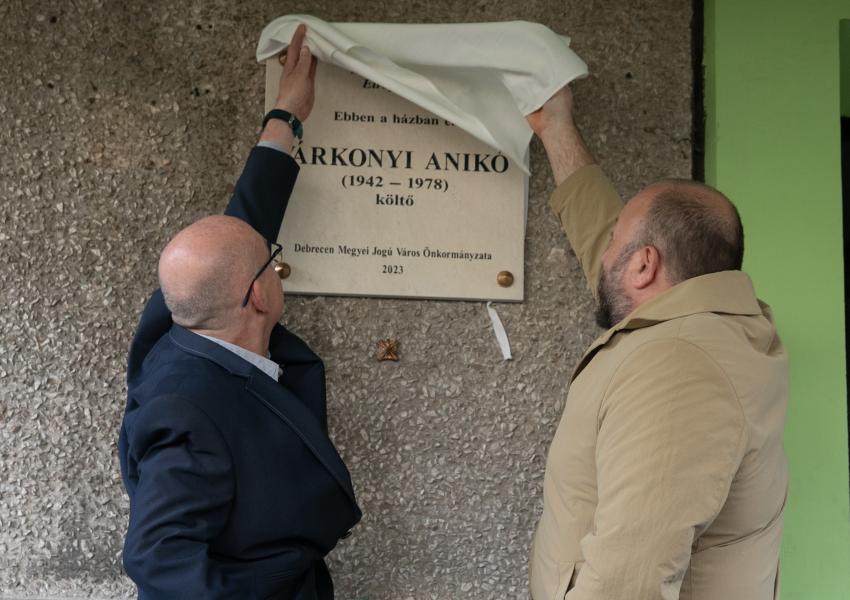 Ebben a házban
ÁRKONYI ANIKÓ
(1942 – 1978)
költő
Debrecen Megyei Jogú Város Önkormányzata
2023